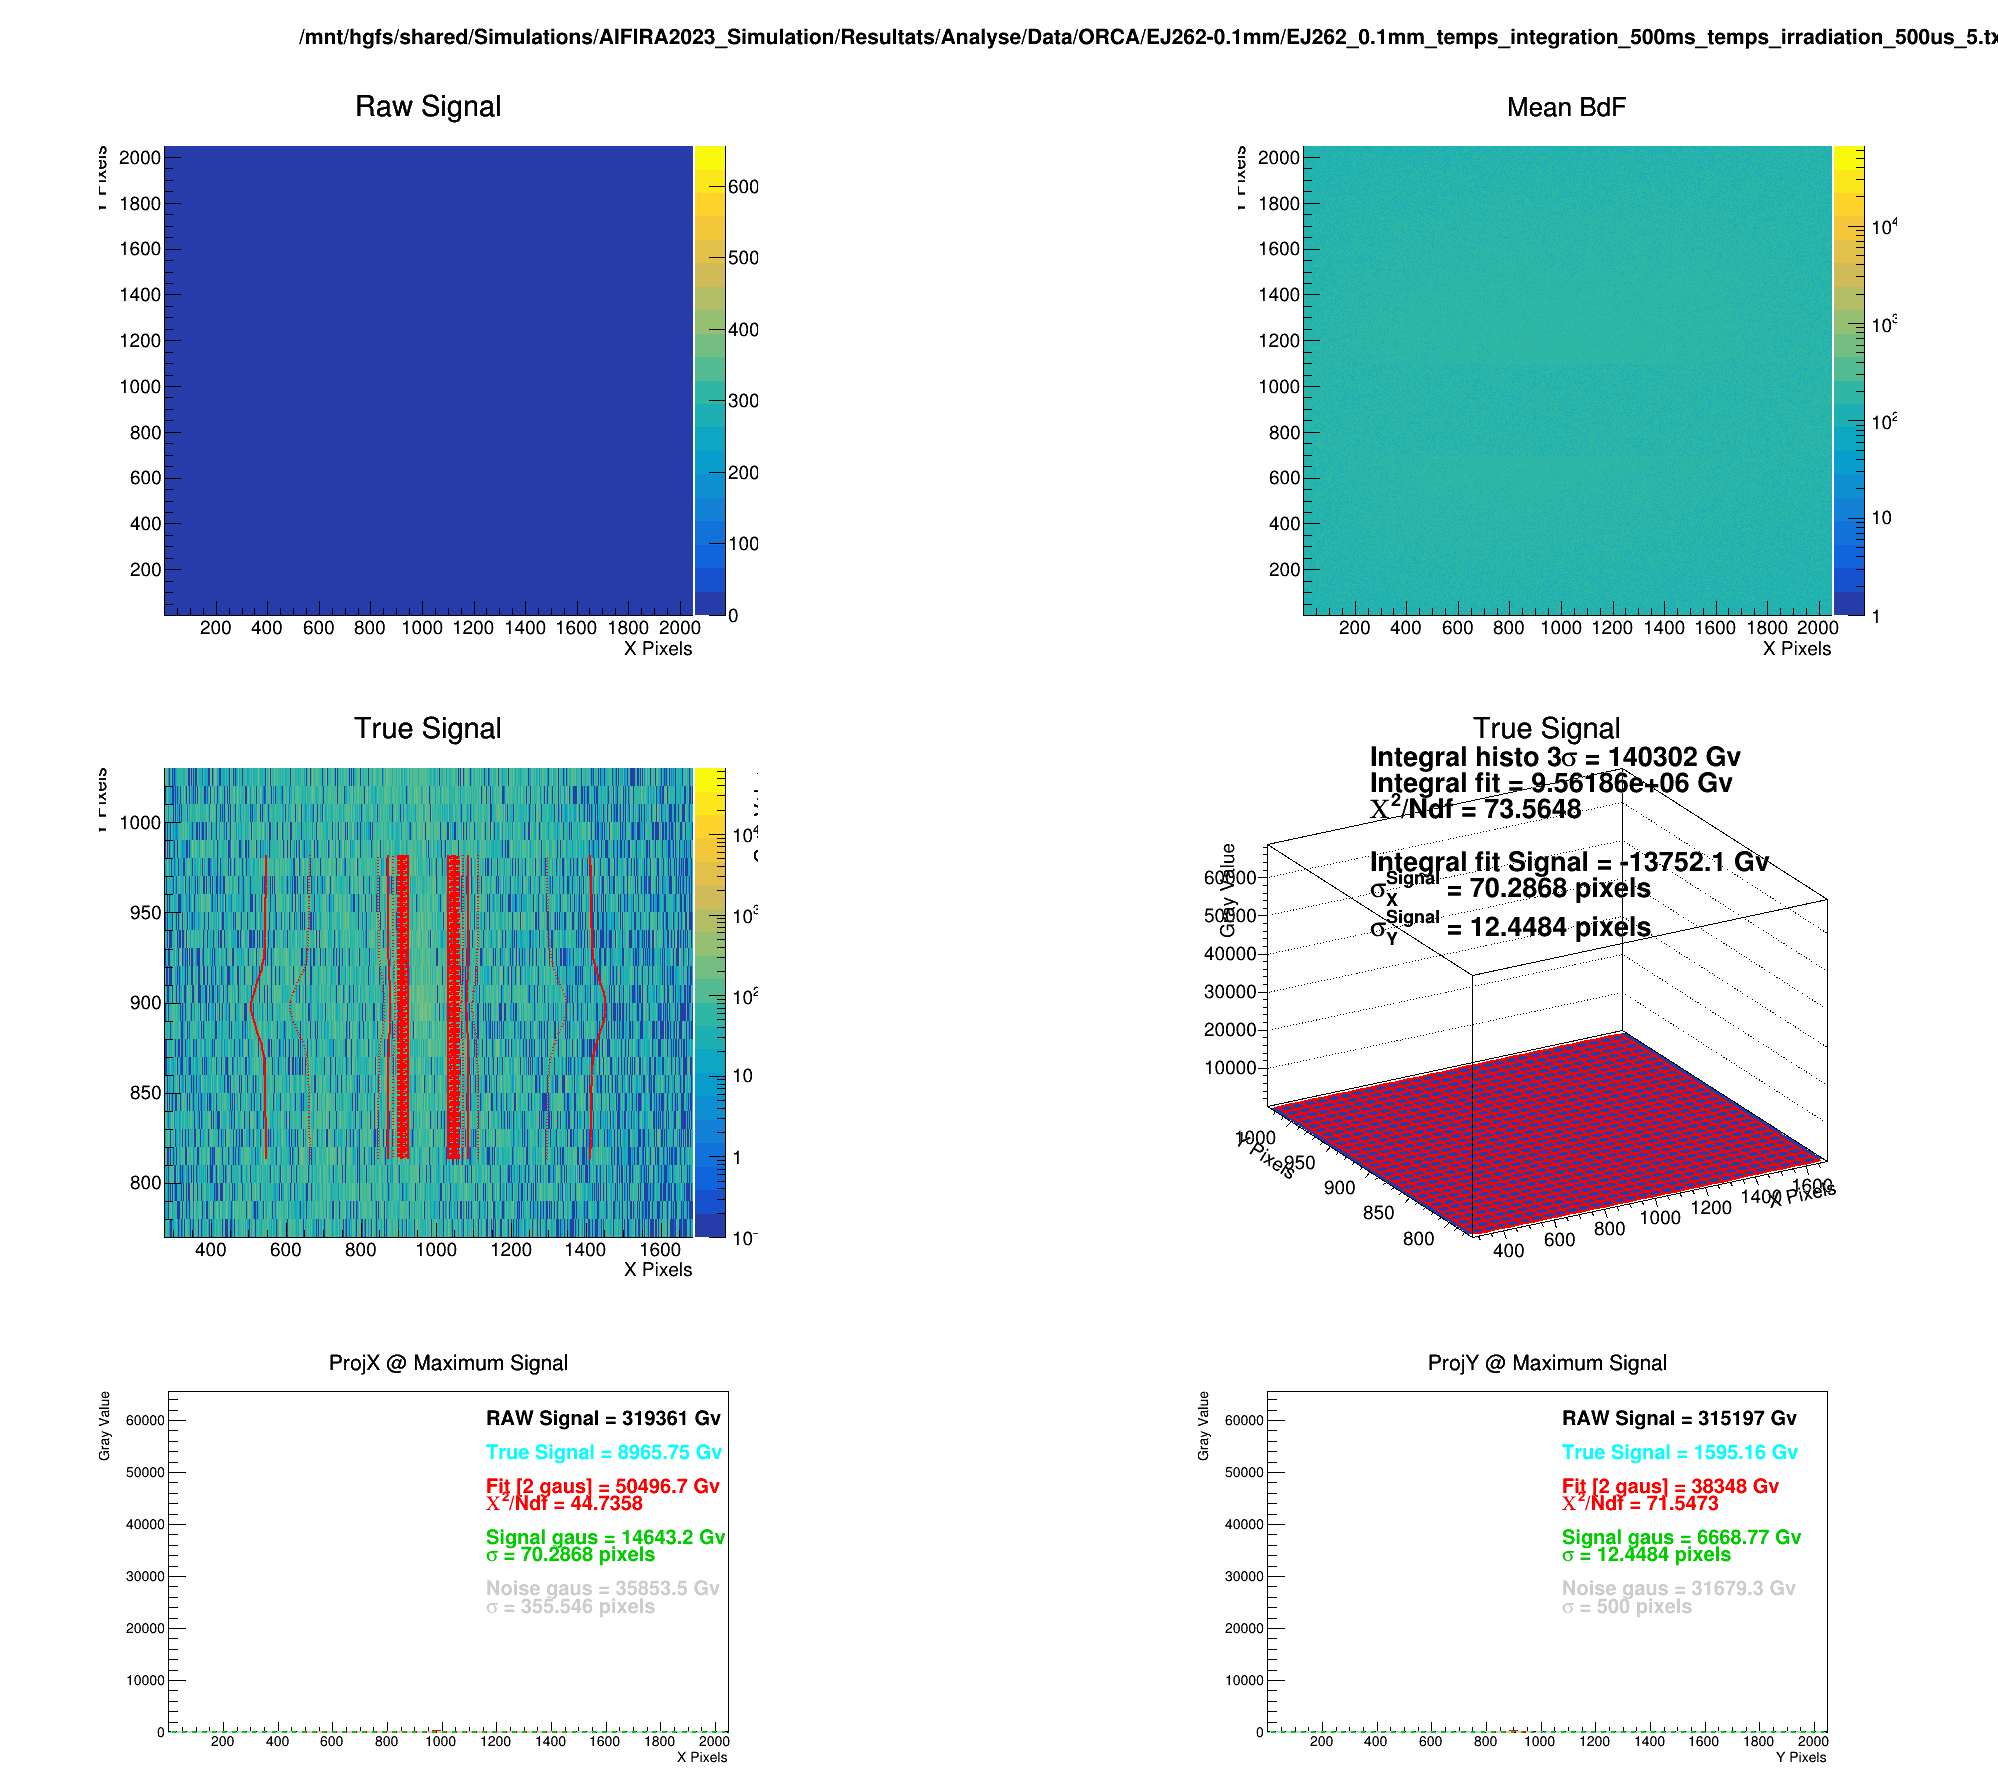 /mnt/hgfs/shared/Simulations/AIFIRA2023_Simulation/Resultats/Analyse/Data/ORCA/EJ262-0.1mm/EJ262_0.1mm_temps_integration_500ms_temps_irradiation_500us_5.tx
Raw Signal
2000
1800
1600
1400
1200
1000
800
600
400
200
200 400 600 800 1000 1200 1400 1600 1800 2000
X Pixels
600
500
400
300
200
100
0
Mean BdF
2000
1800
1600
1400
1200
1000
800
600
400
200
200 400 600 800 1000 1200 1400 1600 1800 2000
X Pixels
10⁴
10³
10²
10
1
True Signal
1000
950
900
850
800
400 600 800 1000 1200 1400 1600
X Pixels
10⁴
10³
10²
10
1
True Signal
Integral histo 3σ = 140302 Gv
Integral fit = 9.56186e+06 Gv
Χ²/Ndf = 73.5648
Integral fit Signal = -13752.1 Gv
σ_X^Signal = 70.2868 pixels
σ_Y^Signal = 12.4484 pixels
Gray Value
60000
50000
40000
30000
20000
10000
1000
950
900
850
800
Y Pixels
400 600 800 1000 1200 1400 1600
X Pixels
ProjX @ Maximum Signal
Gray Value
60000
50000
40000
30000
20000
10000
0
RAW Signal = 319361 Gv
True Signal = 8965.75 Gv
Fit [2 gaus] = 50496.7 Gv
Χ²/Ndf = 44.7358
Signal gaus = 14643.2 Gv
σ = 70.2868 pixels
Noise gaus = 35853.5 Gv
σ = 355.546 pixels
200 400 600 800 1000 1200 1400 1600 1800 2000
X Pixels
ProjY @ Maximum Signal
Gray Value
60000
50000
40000
30000
20000
10000
0
RAW Signal = 315197 Gv
True Signal = 1595.16 Gv
Fit [2 gaus] = 38348 Gv
Χ²/Ndf = 71.5473
Signal gaus = 6668.77 Gv
σ = 12.4484 pixels
Noise gaus = 31679.3 Gv
σ = 500 pixels
200 400 600 800 1000 1200 1400 1600 1800 2000
Y Pixels